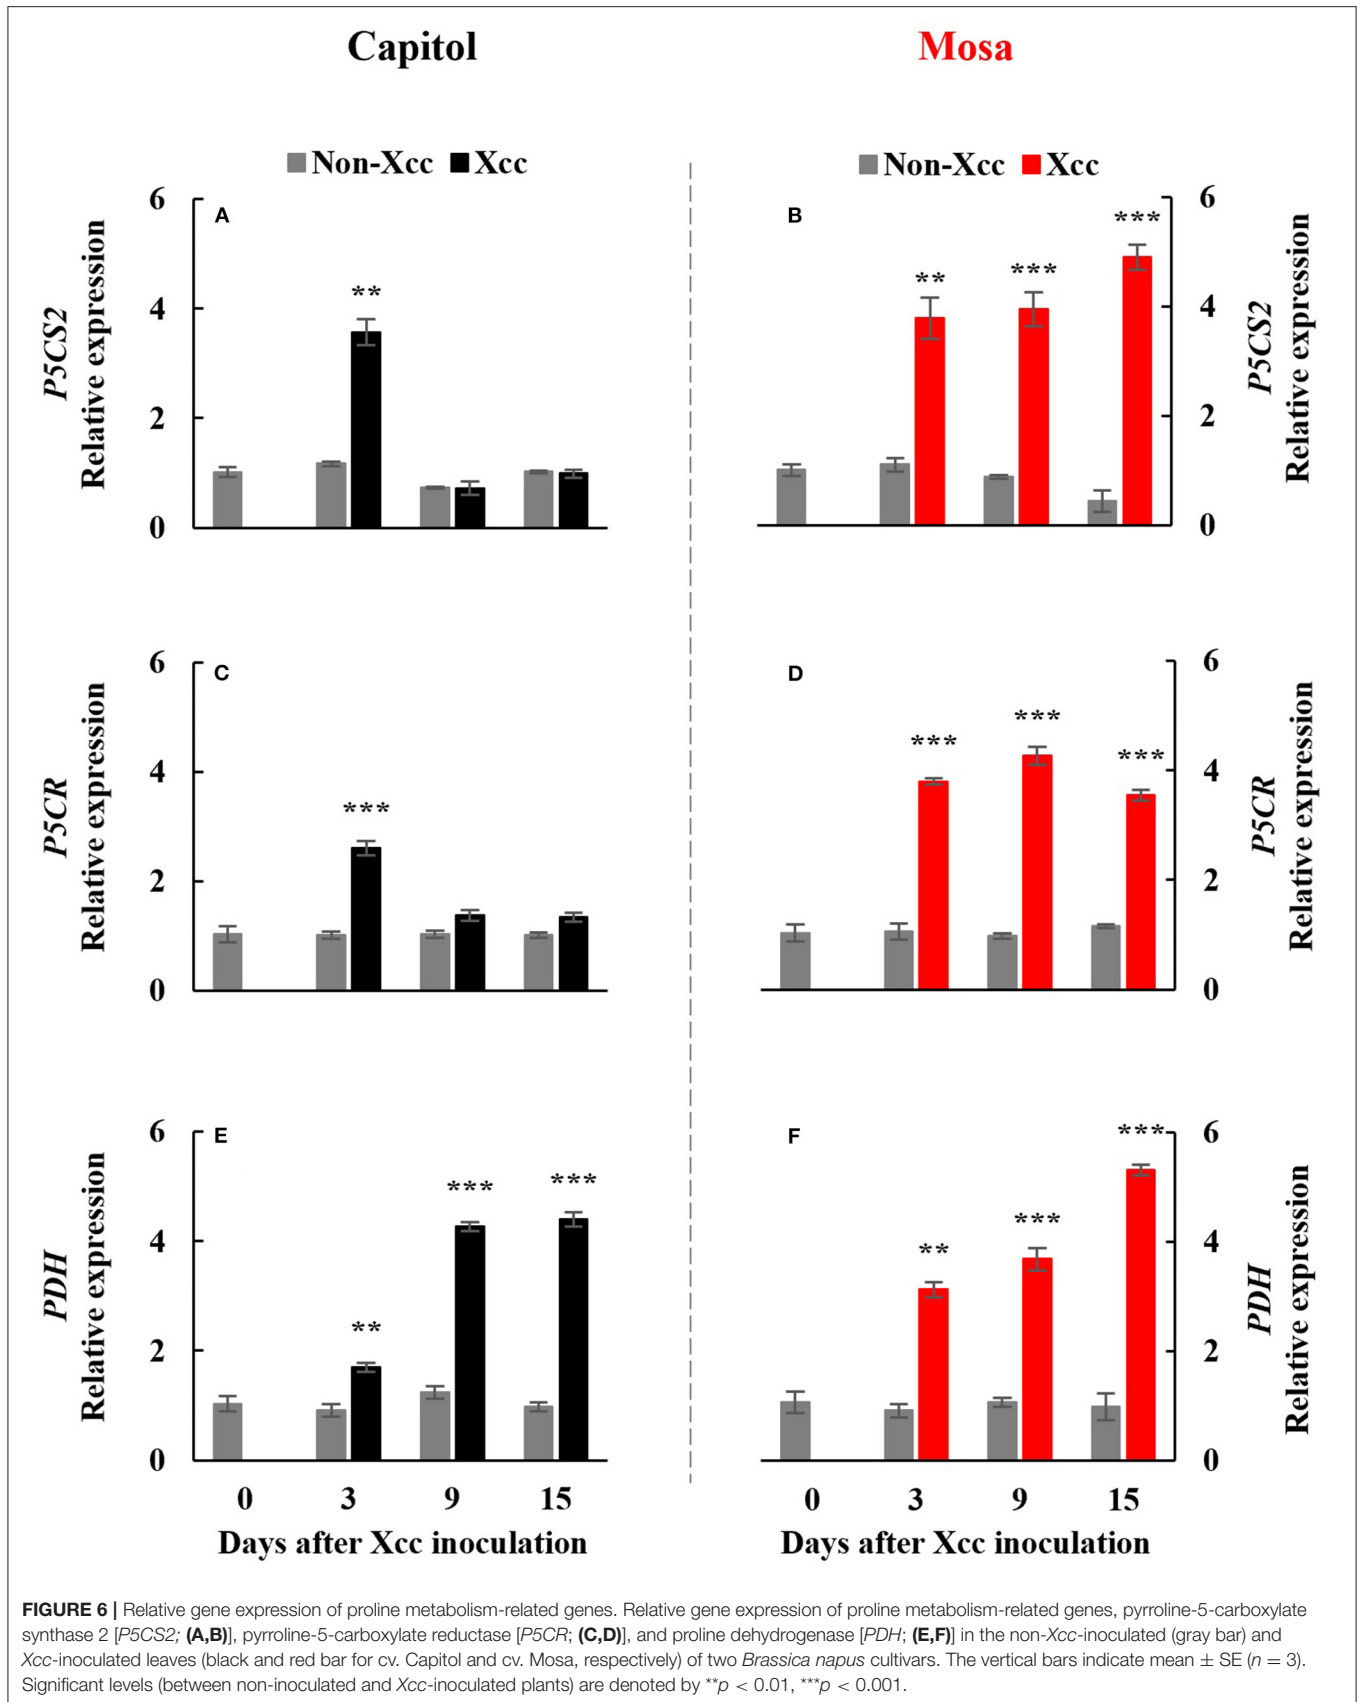 Capitol
Mosa
Non-Xcc Xcc
Non-Xcc Xcc
A
P5CS2
Relative expression
6
4
2
0
**
B
P5CS2
Relative expression
6
4
2
0
**
***
***
C
P5CR
Relative expression
6
4
2
0
***
D
P5CR
Relative expression
6
4
2
0
***
***
***
E
PDH
Relative expression
6
4
2
0
**
***
***
0 3 9 15
Days after Xcc inoculation
F
PDH
Relative expression
6
4
2
0
**
***
***
0 3 9 15
Days after Xcc inoculation
FIGURE 6 | Relative gene expression of proline metabolism-related genes. Relative gene expression of proline metabolism-related genes, pyrroline-5-carboxylate
synthase 2 [P5CS2; (A,B)], pyrroline-5-carboxylate reductase [P5CR; (C,D)], and proline dehydrogenase [PDH; (E,F)] in the non-Xcc-inoculated (gray bar) and
Xcc-inoculated leaves (black and red bar for cv. Capitol and cv. Mosa, respectively) of two Brassica napus cultivars. The vertical bars indicate mean ± SE (n = 3).
Significant levels (between non-inoculated and Xcc-inoculated plants) are denoted by **p < 0.01, ***p < 0.001.